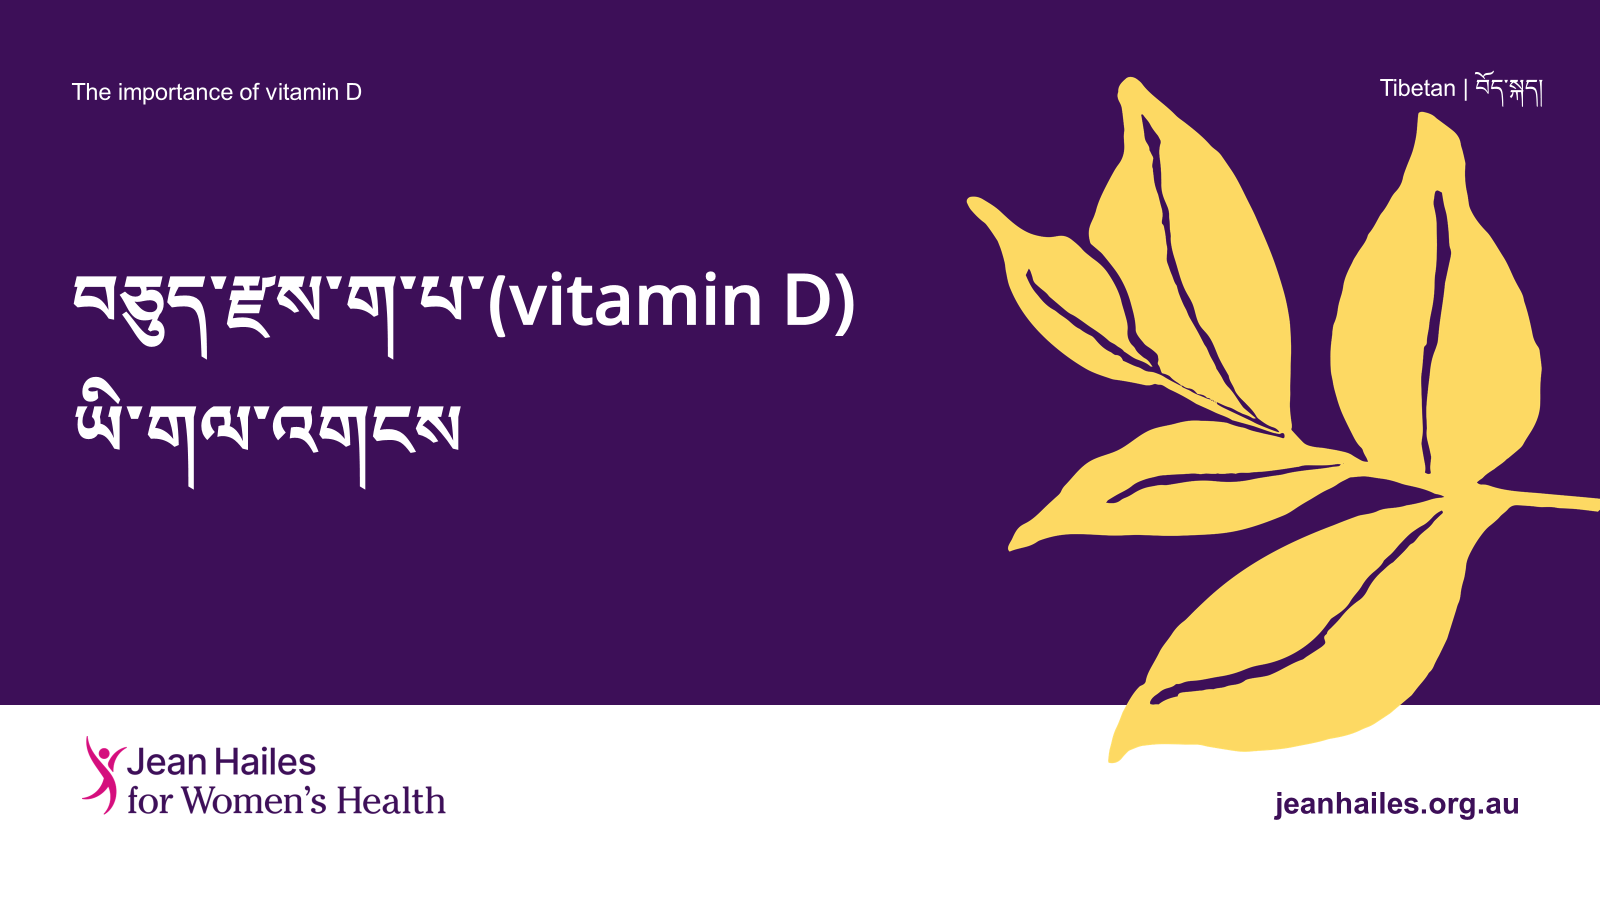 The importance of vitamin D
Tibetan | བོད་སྐད།
བཅུད་རྫས་ག་པ་(vitamin D)
ཡི་གལ་འགངས
Jean Hailes
for Women's Health
jeanhailes.org.au